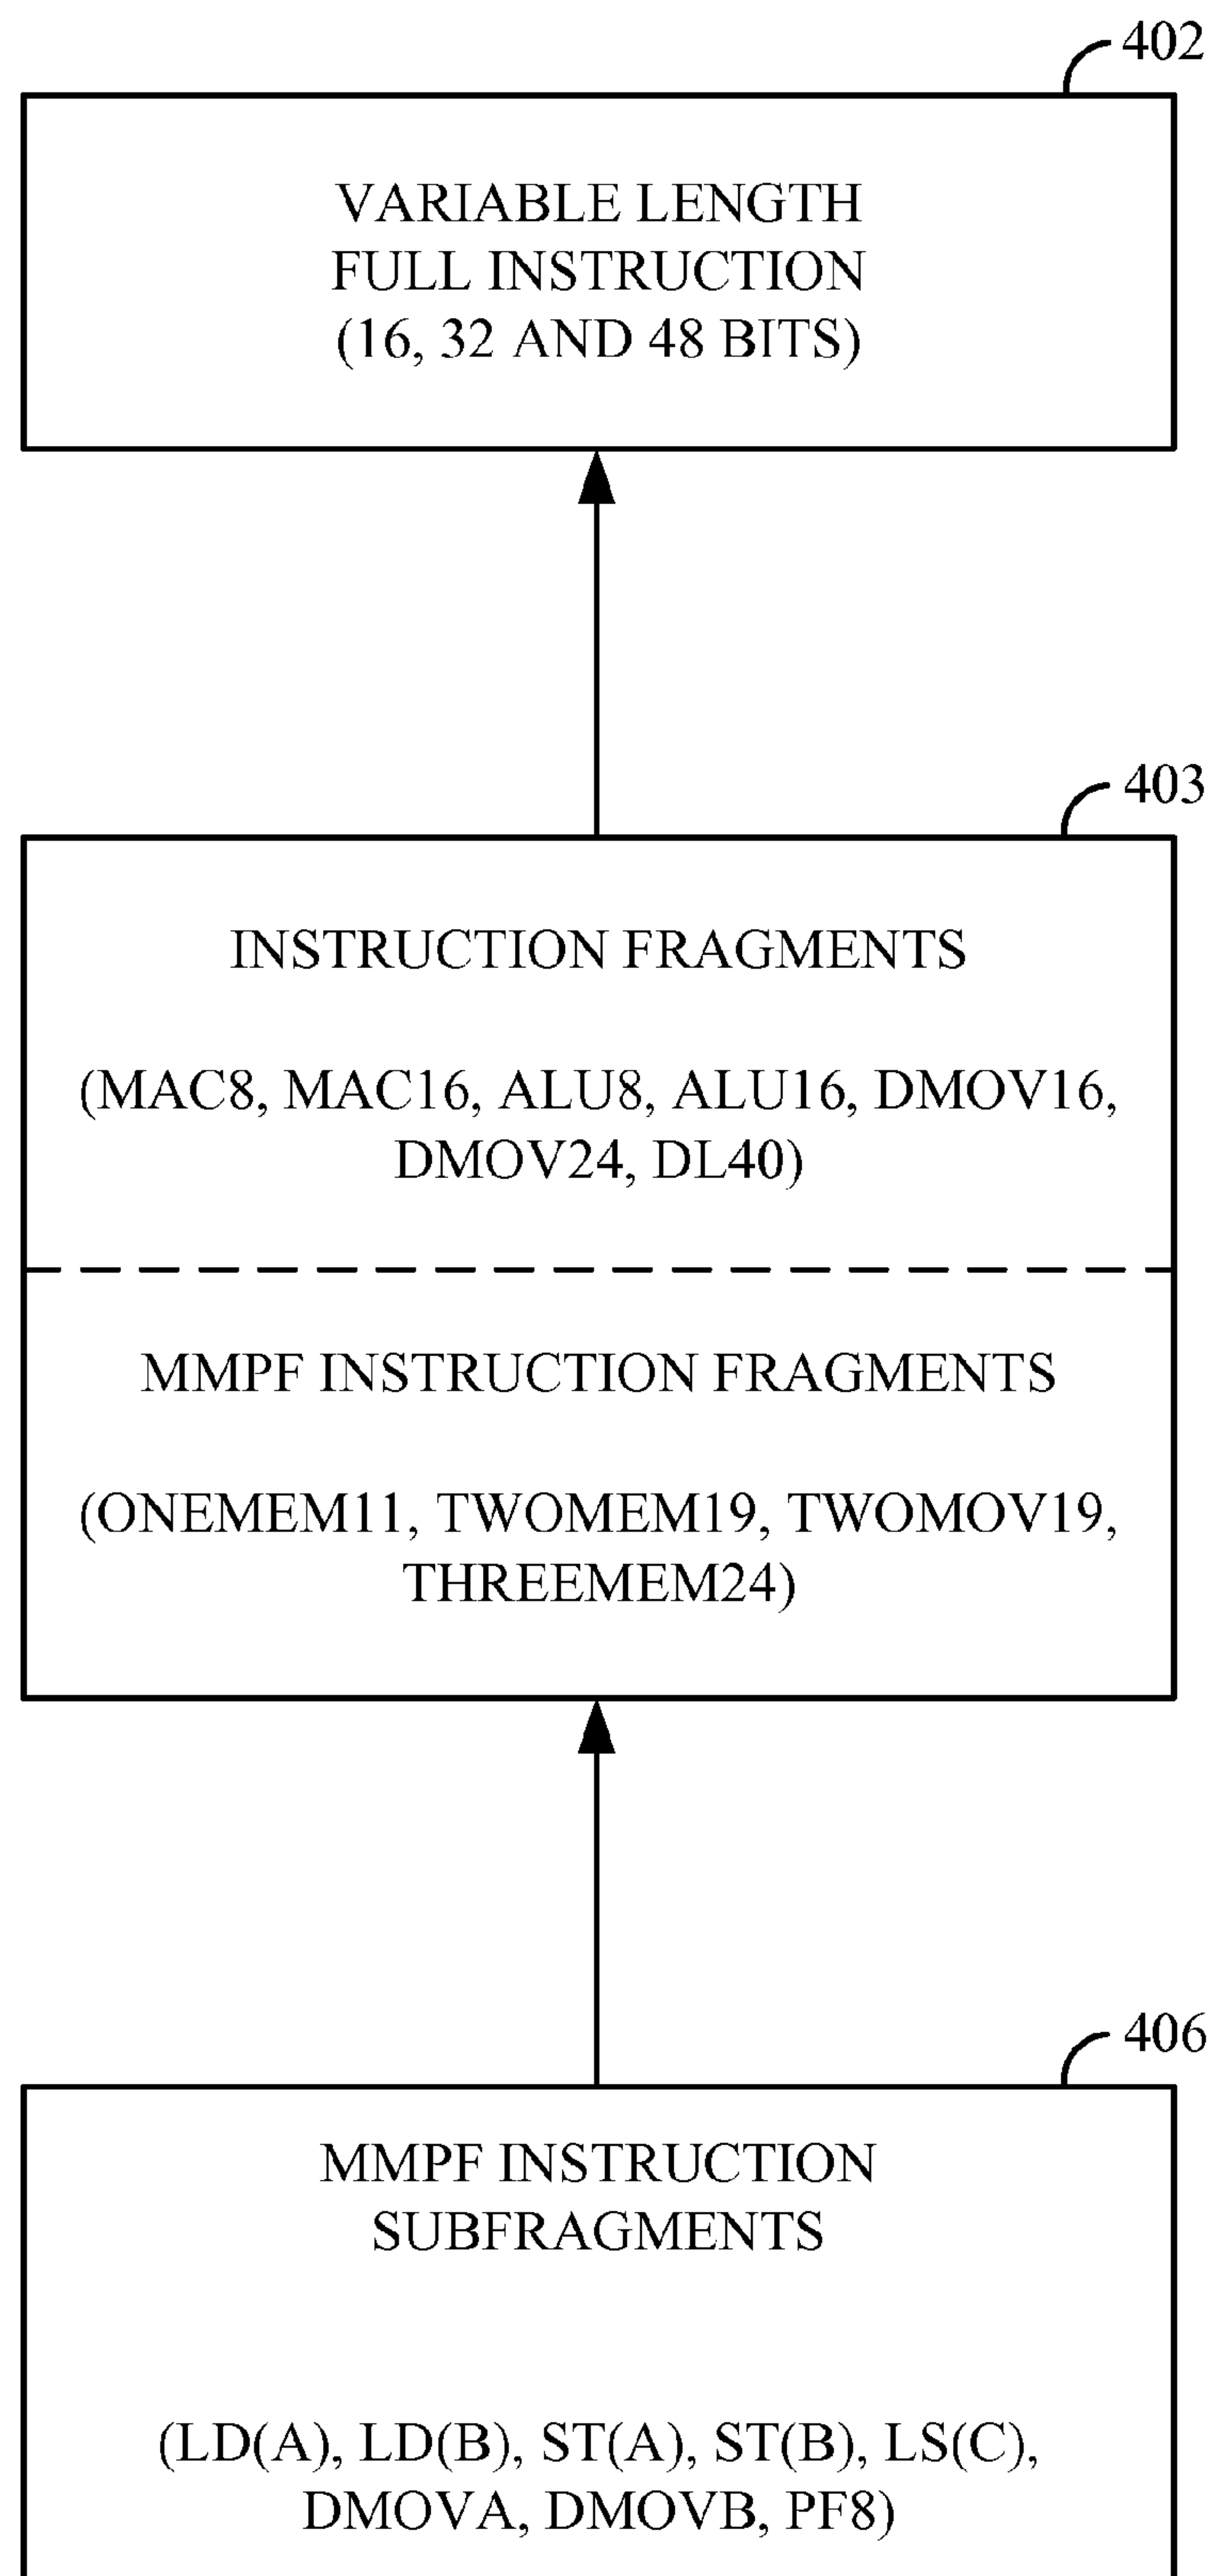 402
VARIABLE LENGTH
FULL INSTRUCTION
(16, 32 AND 48 BITS)
403
INSTRUCTION FRAGMENTS
(MAC8, MAC16, ALU8, ALU16, DMOV16,
DMOV24, DL40)
MMPF INSTRUCTION FRAGMENTS
(ONEMEM11, TWOMEM19, TWOMOV19,
THREEMEM24)
406
MMPF INSTRUCTION
SUBFRAGMENTS
(LD(A), LD(B), ST(A), ST(B), LS(C),
DMOVA, DMOVB, PF8)